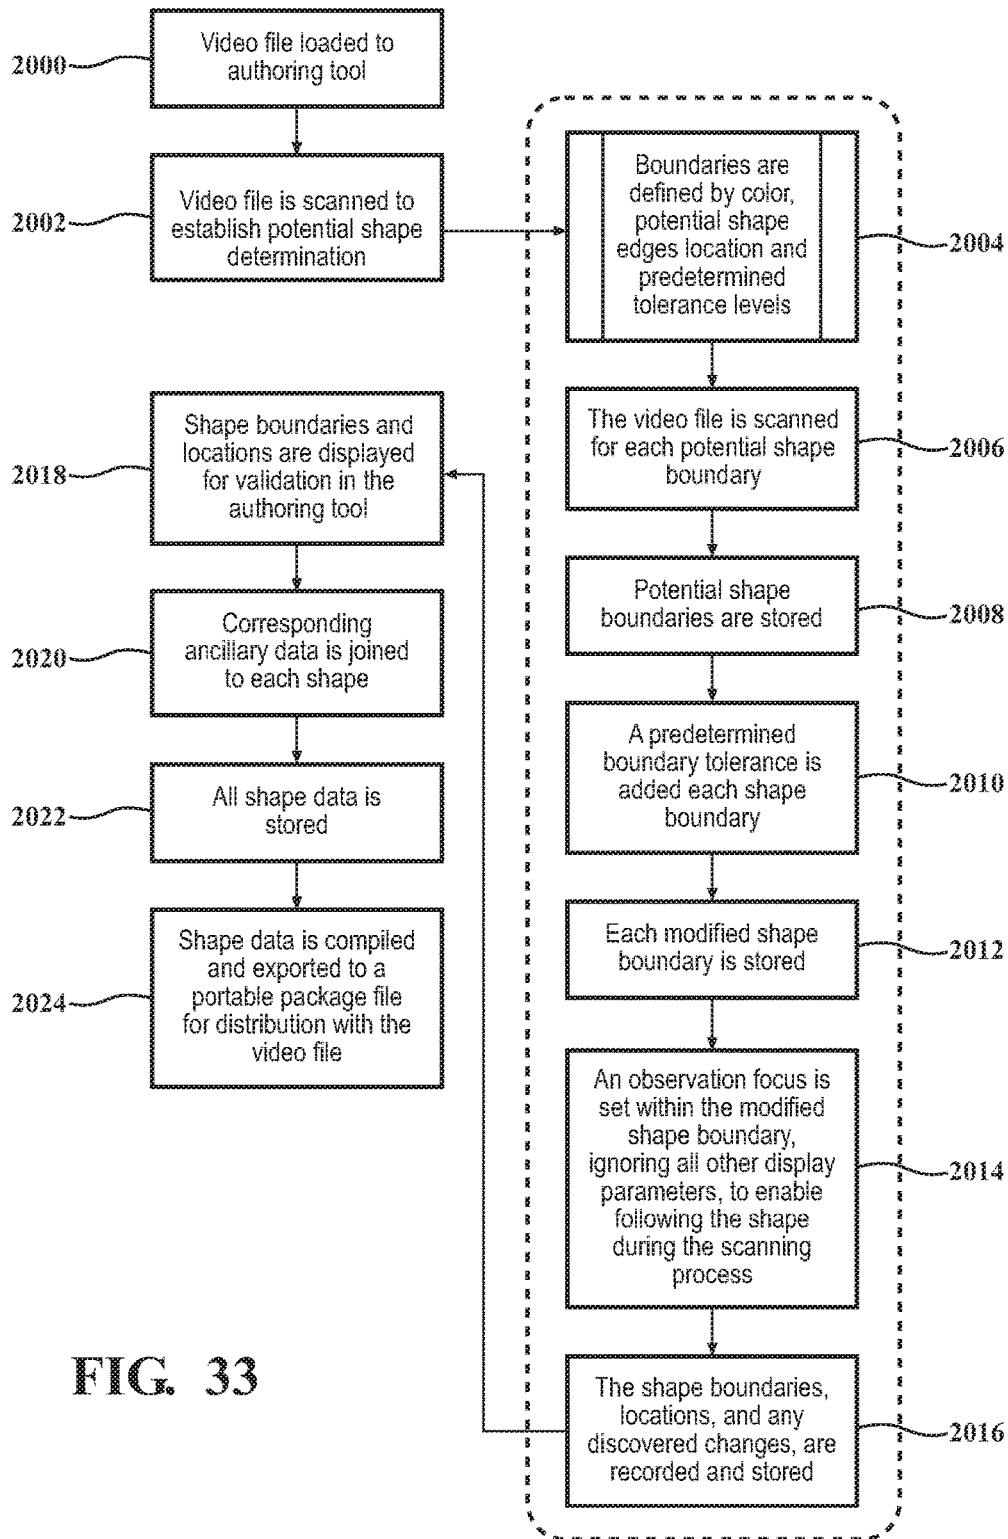 2000
Video file loaded to
authoring tool
2002
Video file is scanned to
establish potential shape
determination
Boundaries are
defined by color,
potential shape
edges location and
predetermined
tolerance levels
2004
The video file is scanned
for each potential shape
boundary
2006
Potential shape
boundaries are stored
2008
A predetermined
boundary tolerance is
added each shape
boundary
2010
Each modified shape
boundary is stored
2012
An observation focus is
set within the modified
shape boundary,
ignoring all other display
parameters, to enable
following the shape
during the scanning
process
2014
The shape boundaries,
locations, and any
discovered changes, are
recorded and stored
2016
2018
Shape boundaries and
locations are displayed
for validation in the
authoring tool
2020
Corresponding
ancillary data is joined
to each shape
2022
All shape data is
stored
2024
Shape data is compiled
and exported to a
portable package file
for distribution with the
video file
FIG. 33